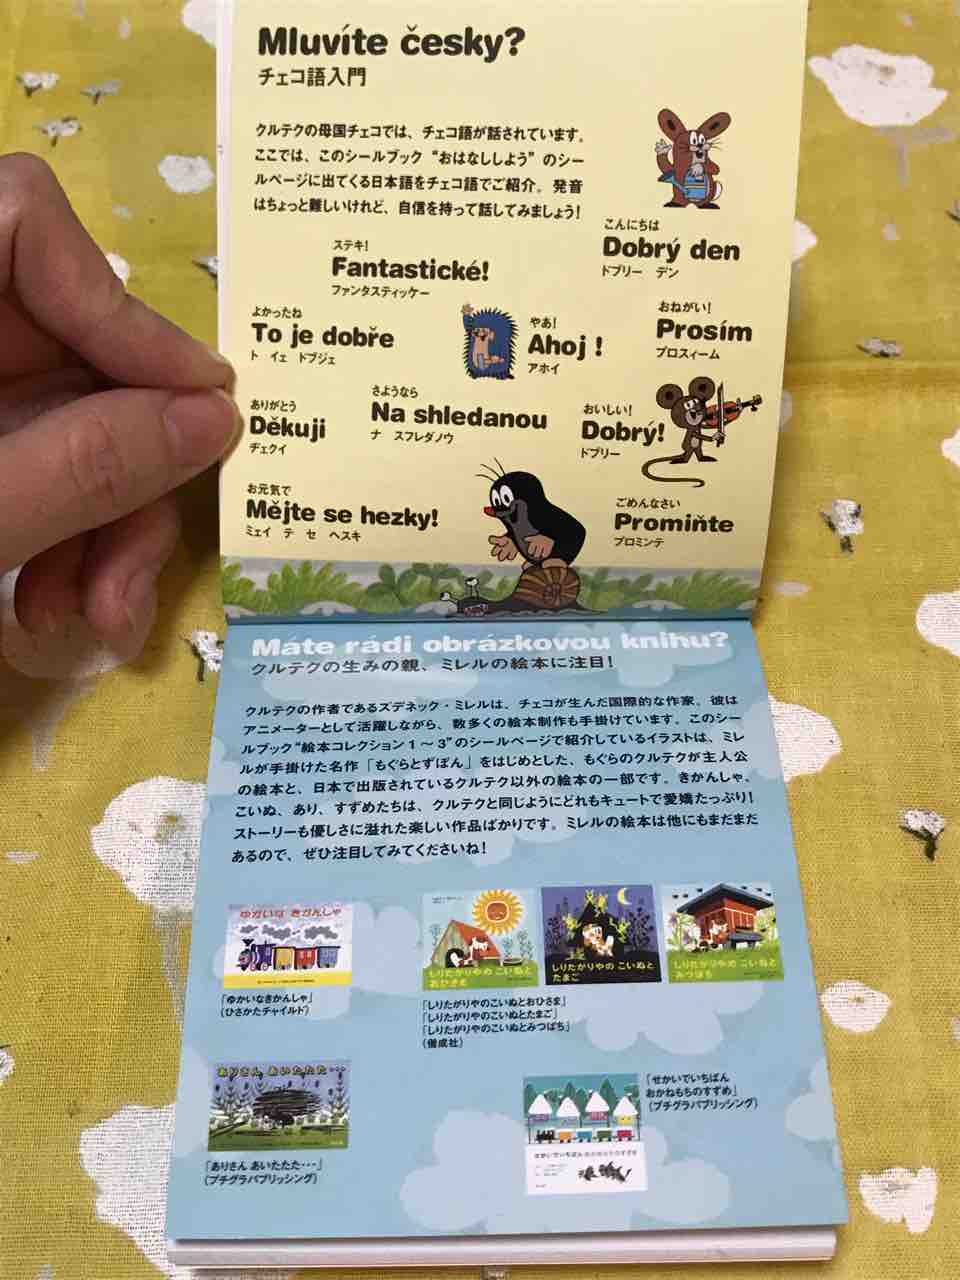 Mluvíte česky?
チェコ語入門
クルテクの母国チェコでは、チェコ語が話されています。
ここでは、このシールブック“おはなししよう”のシー
ルページに出てくる日本語をチェコ語でご紹介。発音
はちょっと難しいけれど、自信を持って話してみましょう！
こんにちは
Dobrý den
ドブリー デン
ステキ！
Fantastické!
ファンタスティッケー
よかったね
To je dobře
ト イェ ドブジェ
やあ！
Ahoj !
アホイ
おねがい！
Prosím
プロスィーム
ありがとう
Děkuji
ヂェクイ
さようなら
Na shledanou
ナ スフレダノウ
おいしい！
Dobrý!
ドブリー
お元気で
Mějte se hezky!
ミェイ テ セ ヘスキ
ごめんなさい
Promiňte
プロミンテ
Máte rádi obrázkovou knihu?
クルテクの生みの親、ミレルの絵本に注目！
クルテクの作者であるズデネック・ミレルは、チェコが生んだ国際的な作家。彼は
アニメーターとして活躍しながら、数多くの絵本制作も手掛けています。このシー
ルブック“絵本コレクション1～3”のシールページで紹介しているイラストは、ミレ
ルが手掛けた名作「もぐらとずぼん」をはじめとした、もぐらのクルテクが主人公
の絵本と、日本で出版されているクルテク以外の絵本の一部です。きかんしゃ、
こいぬ、あり、すずめたちは、クルテクと同じようにどれもキュートで愛嬌たっぷり！
ストーリーも優しさに溢れた楽しい作品ばかりです。ミレルの絵本は他にもまだまだ
あるので、ぜひ注目してみてくださいね！
ゆかいな きかんしゃ
「ゆかいなきかんしゃ」
（ひさかたチャイルド）
しりたがりやの こいぬと
おひさま
しりたがりやの こいぬと
たまご
しりたがりやの こいぬと
みつばち
「しりたがりやのこいぬとおひさま」
「しりたがりやのこいぬとたまご」
「しりたがりやのこいぬとみつばち」
（偕成社）
ありさん あいたたた…
「ありさん あいたたた…」
（プチグラパブリッシング）
せかいでいちばん おかねもちのすずめ
「せかいでいちばん
おかねもちのすずめ」
（プチグラパブリッシング）